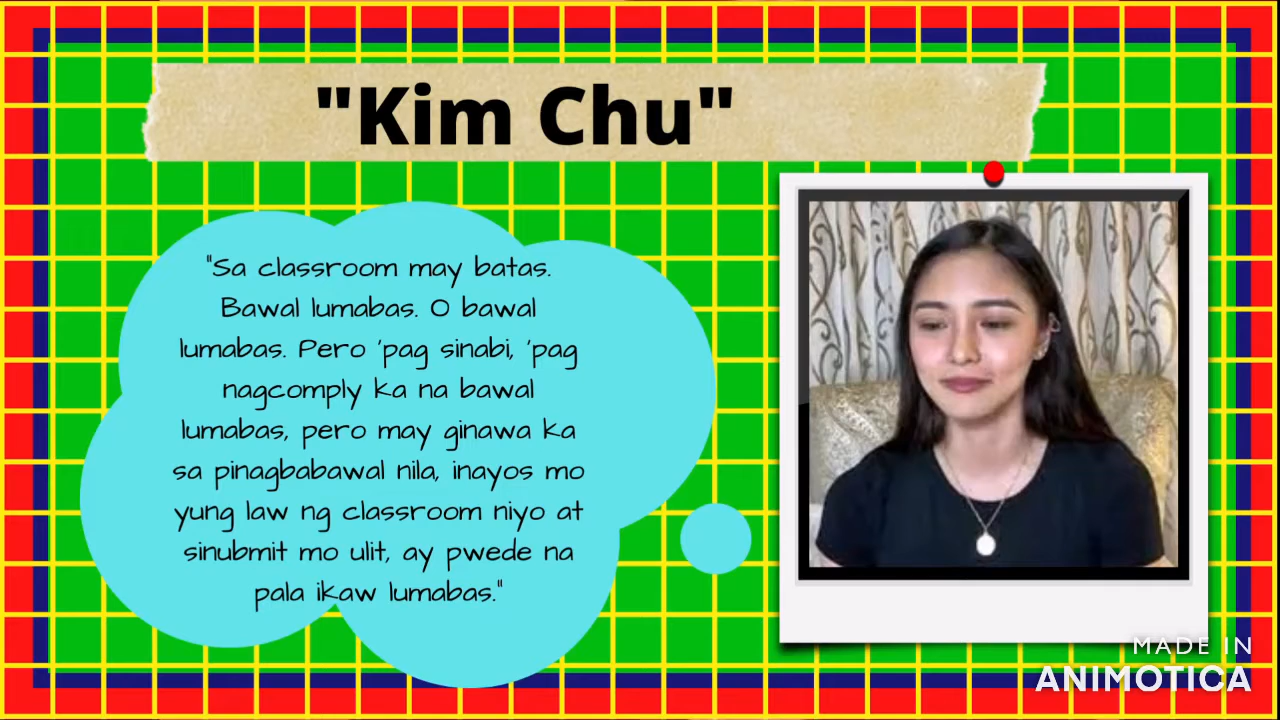 "Kim Chu"
"Sa classroom may batas.
Bawal lumabas. O bawal
lumabas. Pero 'pag sinabi, 'pag
nagcomply ka na bawal
lumabas, pero may ginawa ka
sa pinagbabawal nila, inayos mo
yung law ng classroom niyo at
sinubmit mo ulit, ay pwede na
pala ikaw lumabas."
MADE IN
ANIMOTICA